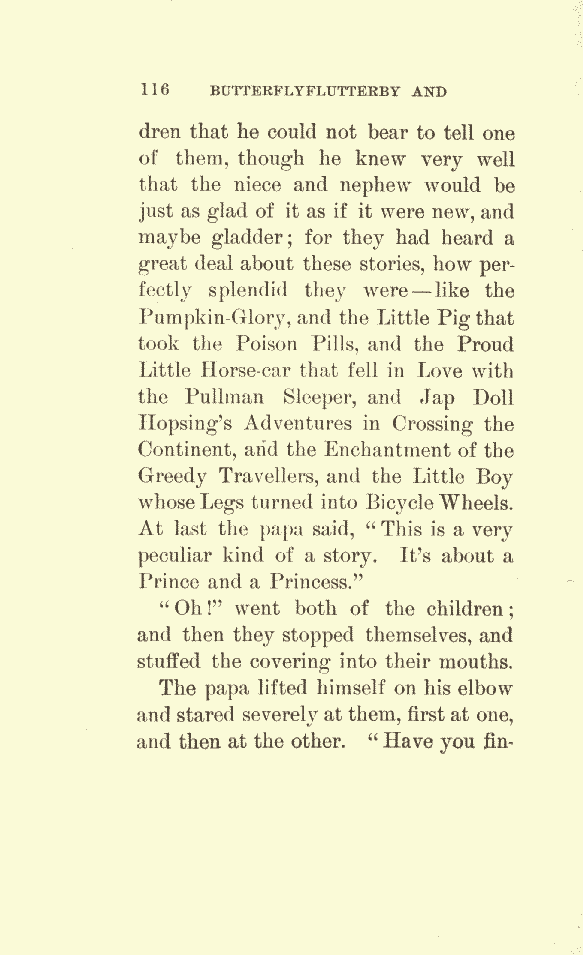 116 BUTTERFLYFLUTTERBY AND
dren that he could not bear to tell one
of them, though he knew very well
that the niece and nephew would be
just as glad of it as if it were new, and
maybe gladder; for they had heard a
great deal about these stories, how per-
fectly splendid they were—like the
Pumpkin-Glory, and the Little Pig that
took the Poison Pills, and the Proud
Little Horse-car that fell in Love with
the Pullman Sleeper, and Jap Doll
Hopsing's Adventures in Crossing the
Continent, and the Enchantment of the
Greedy Travellers, and the Little Boy
whose Legs turned into Bicycle Wheels.
At last the papa said, "This is a very
peculiar kind of a story. It's about a
Prince and a Princess."
"Oh!" went both of the children;
and then they stopped themselves, and
stuffed the covering into their mouths.
The papa lifted himself on his elbow
and stared severely at them, first at one,
and then at the other. "Have you fin-